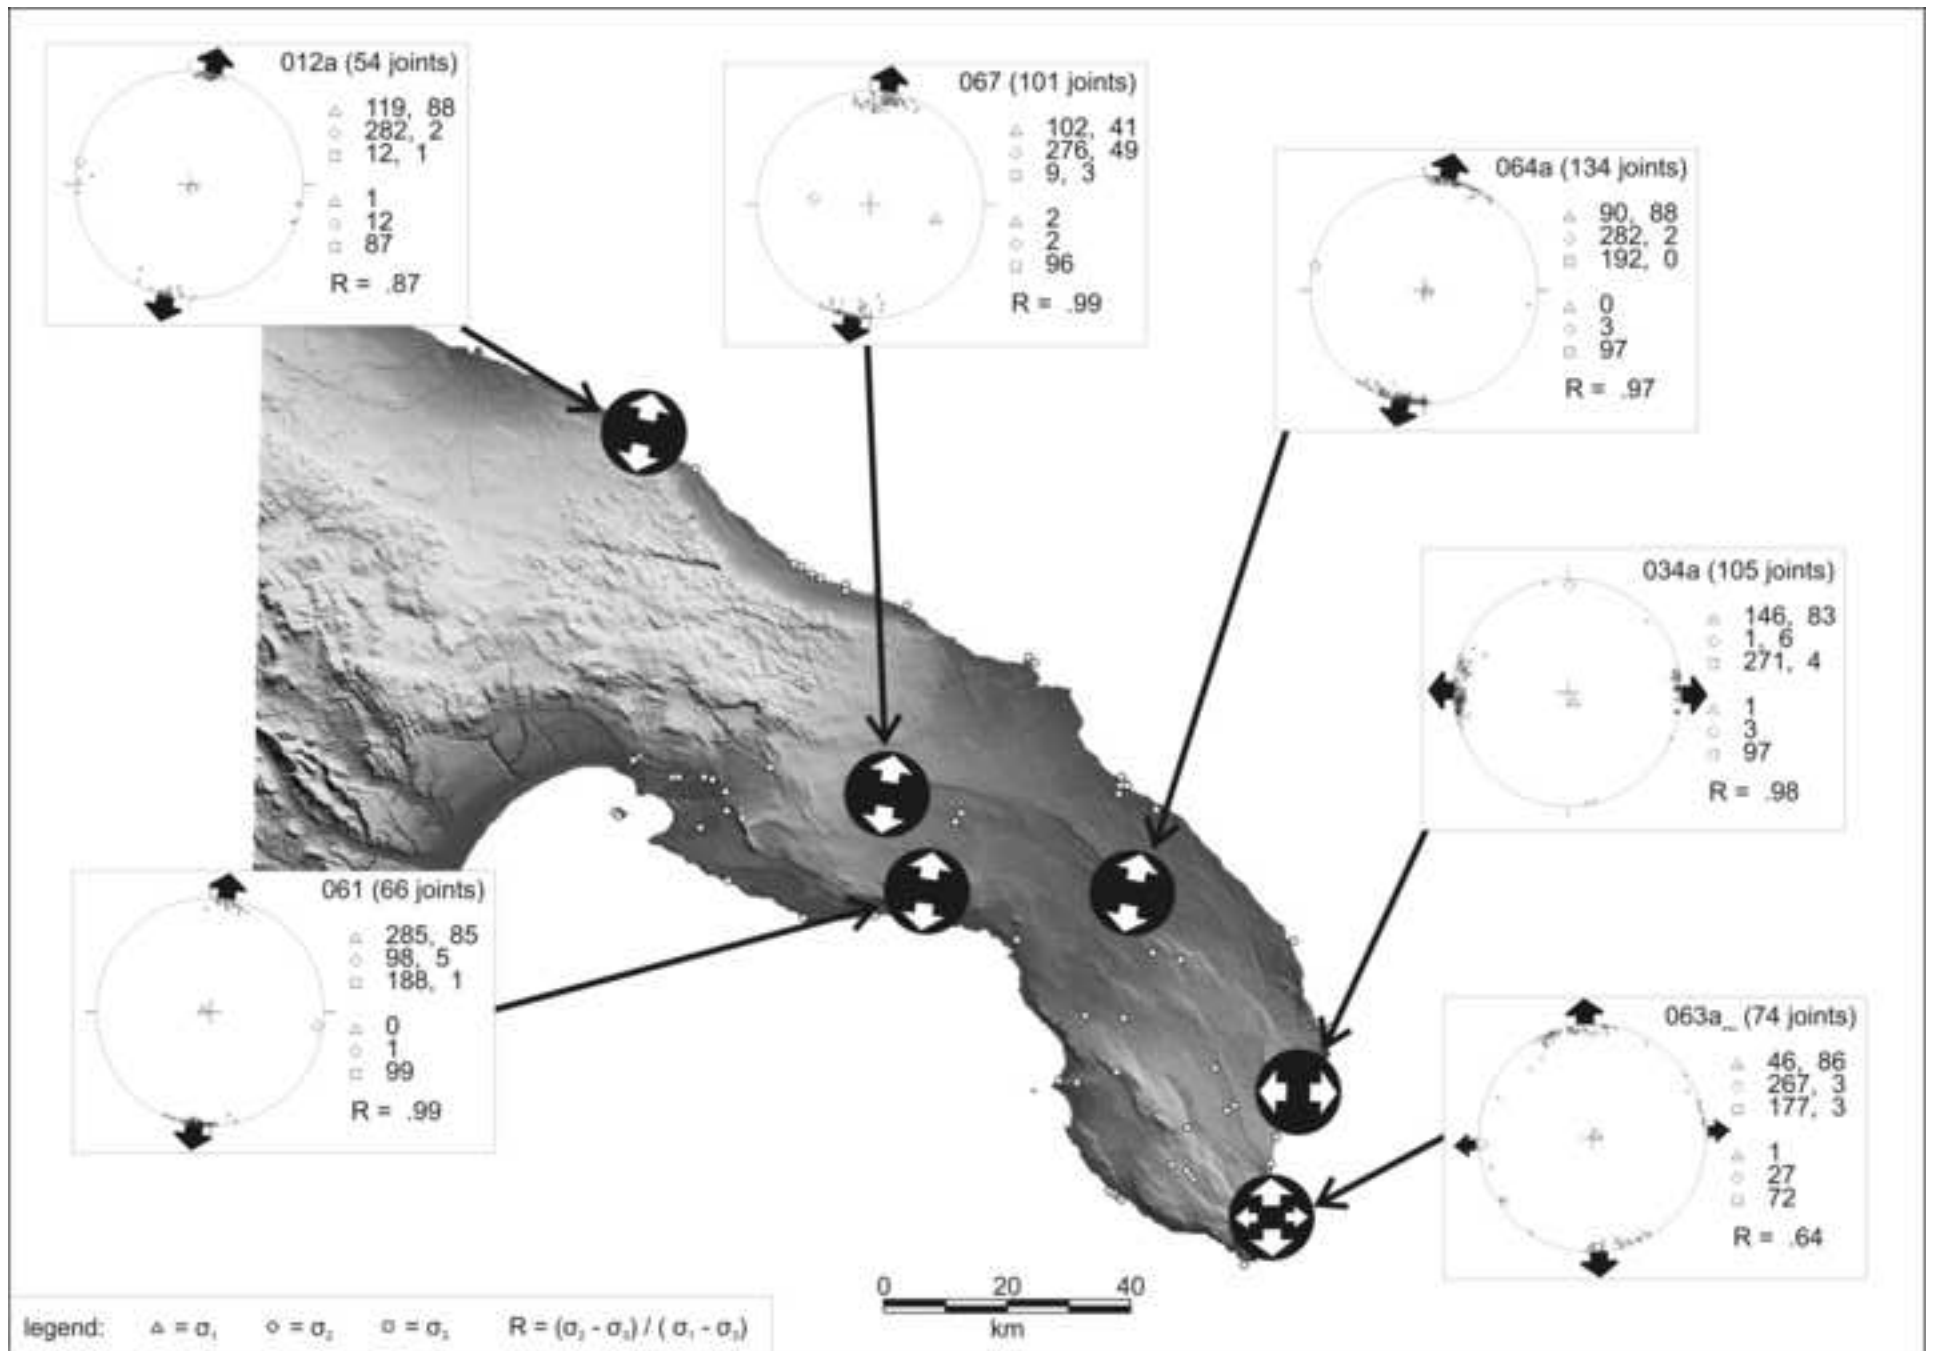 012a (54 joints)
△ 119, 88
◇ 282, 2
□ 12, 1
△ 1
◇ 12
□ 87
R = .87
067 (101 joints)
△ 102, 41
◇ 276, 49
□ 9, 3
△ 2
◇ 2
□ 96
R = .99
064a (134 joints)
△ 90, 88
◇ 282, 2
□ 192, 0
△ 0
◇ 3
□ 97
R = .97
034a (105 joints)
△ 146, 83
◇ 1, 6
□ 271, 4
△ 1
◇ 3
□ 97
R = .98
061 (66 joints)
△ 285, 85
◇ 98, 5
□ 188, 1
△ 0
◇ 1
□ 99
R = .99
063a_ (74 joints)
△ 46, 86
◇ 267, 3
□ 177, 3
△ 1
◇ 27
□ 72
R = .64
0 20 40
km
legend: △ = σ₁ ◇ = σ₂ □ = σ₃ R = (σ₂ - σ₃) / ( σ₁ - σ₃)